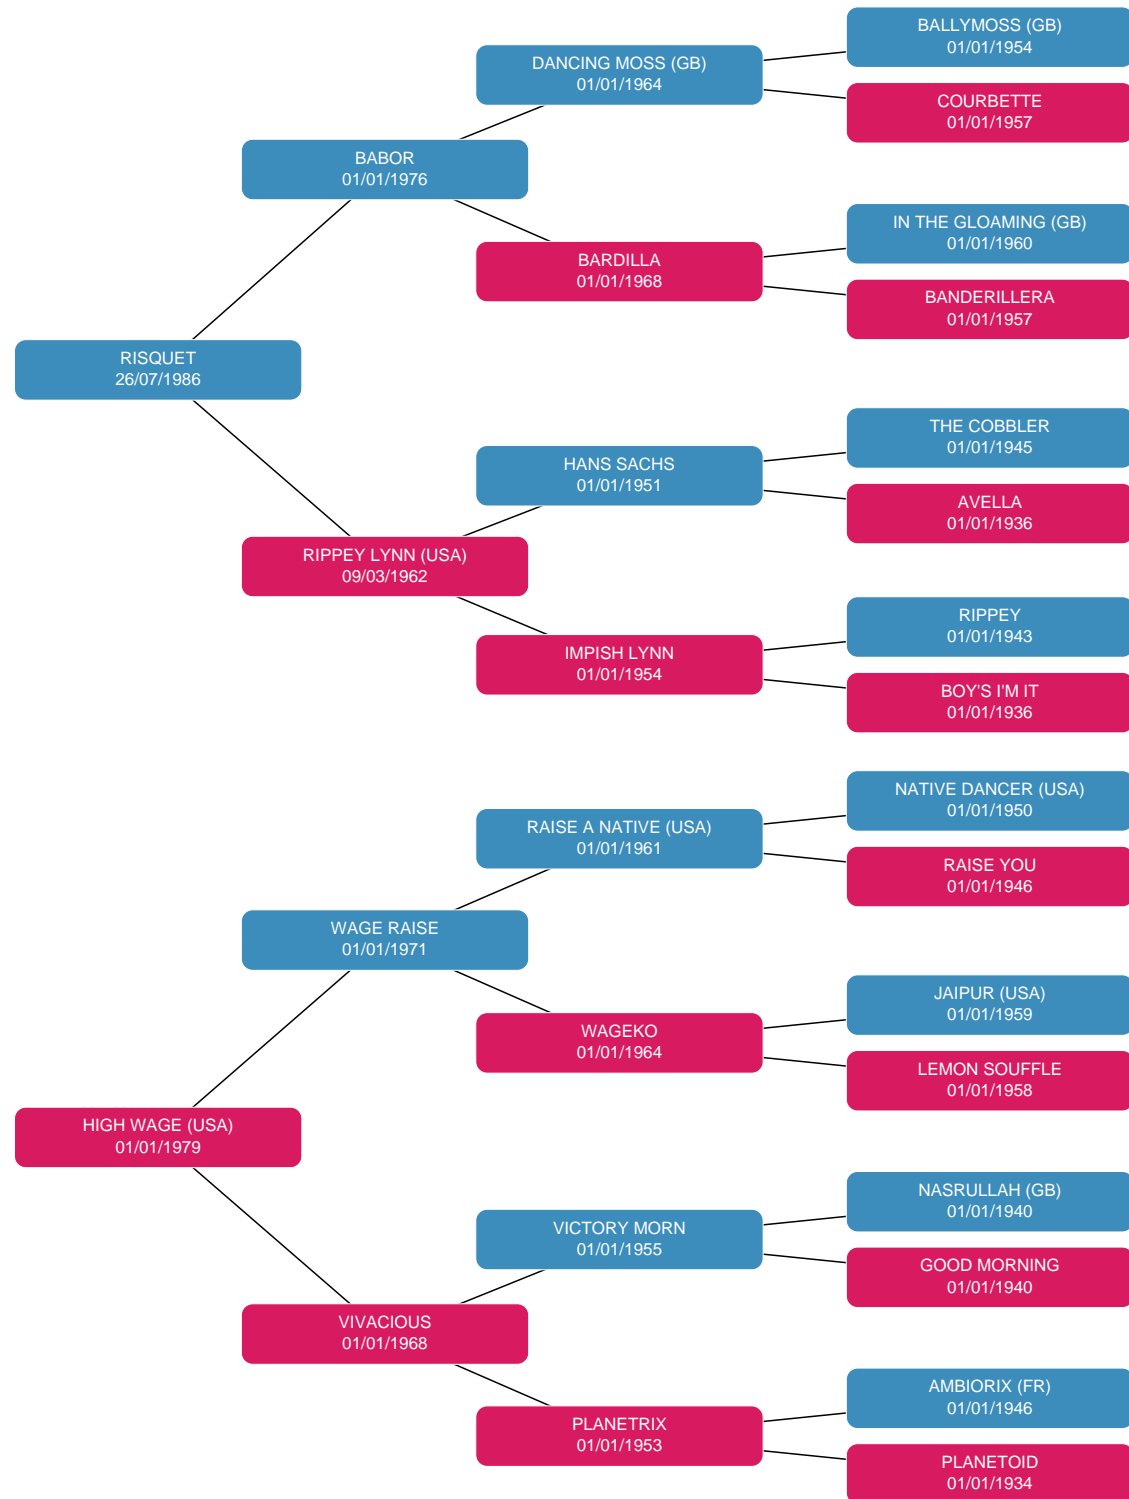 BALLYMOSS (GB)
01/01/1954
DANCING MOSS (GB)
01/01/1964
COURBETTE
01/01/1957
BABOR
01/01/1976
IN THE GLOAMING (GB)
01/01/1960
BARDILLA
01/01/1968
BANDERILLERA
01/01/1957
RISQUET
26/07/1986
THE COBBLER
01/01/1945
HANS SACHS
01/01/1951
AVELLA
01/01/1936
RIPPEY LYNN (USA)
09/03/1962
RIPPEY
01/01/1943
IMPISH LYNN
01/01/1954
BOY'S I'M IT
01/01/1936
NATIVE DANCER (USA)
01/01/1950
RAISE A NATIVE (USA)
01/01/1961
RAISE YOU
01/01/1946
WAGE RAISE
01/01/1971
JAIPUR (USA)
01/01/1959
WAGEKO
01/01/1964
LEMON SOUFFLE
01/01/1958
HIGH WAGE (USA)
01/01/1979
NASRULLAH (GB)
01/01/1940
VICTORY MORN
01/01/1955
GOOD MORNING
01/01/1940
VIVACIOUS
01/01/1968
AMBIORIX (FR)
01/01/1946
PLANETRIX
01/01/1953
PLANETOID
01/01/1934